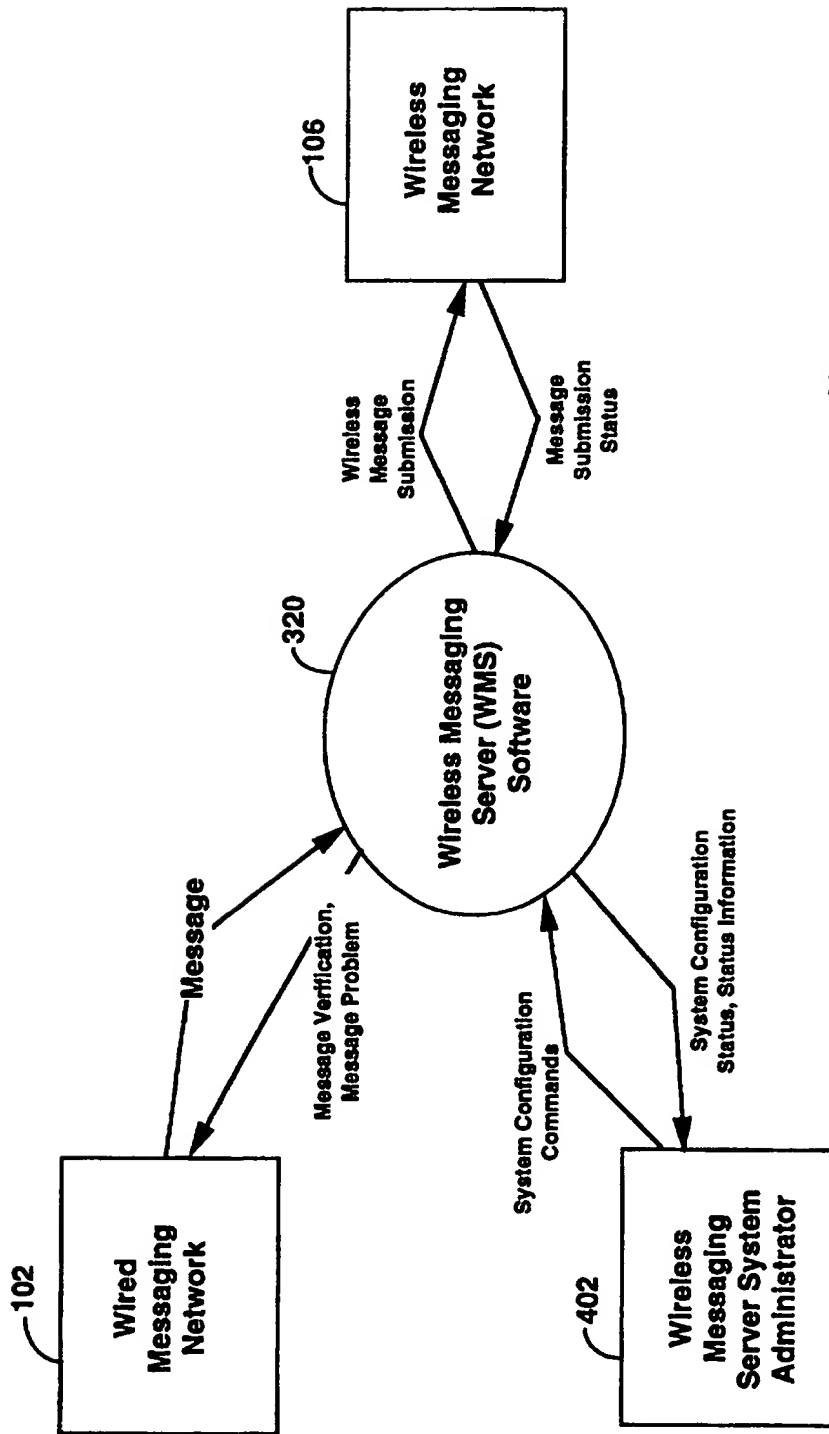 102
Wired
Messaging
Network
Message
Message Verification,
Message Problem
320
Wireless Messaging
Server (WMS)
Software
Wireless
Message
Submission
Message
Submission
Status
106
Wireless
Messaging
Network
System Configuration
Commands
System Configuration
Status, Status Information
402
Wireless
Messaging
Server System
Administrator